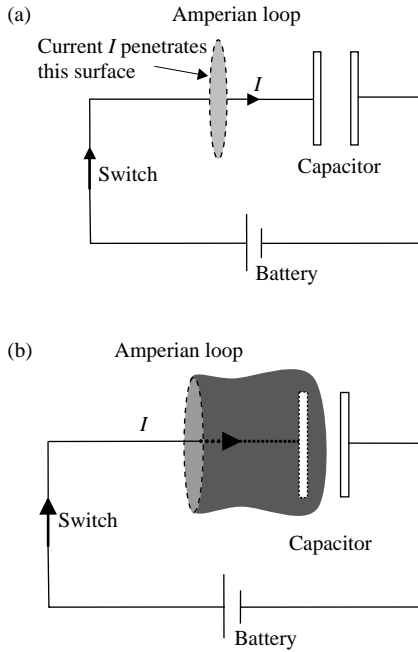 (a)
Amperian loop
Current I penetrates
this surface
I
Capacitor
Switch
Battery
(b)
Amperian loop
I
Switch
Capacitor
Battery